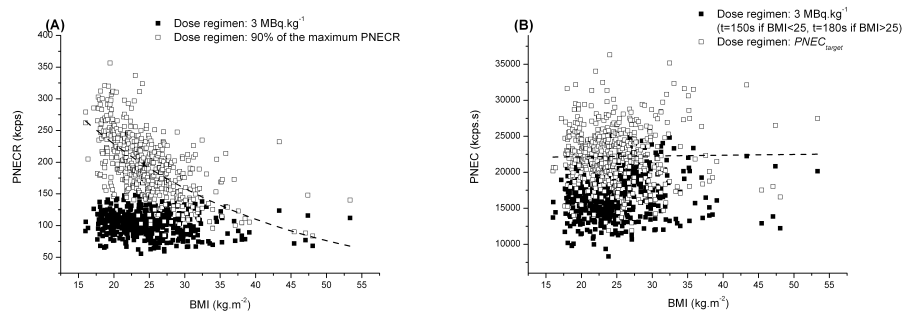 (A)
Dose regimen: 3 MBq.kg⁻¹
Dose regimen: 90% of the maximum PNECR
400
350
300
250
200
150
100
50
PNECR (kcps)
15 20 25 30 35 40 45 50 55
BMI (kg.m⁻²)
(B)
Dose regimen: 3 MBq.kg⁻¹
(t=150s if BMI<25, t=180s if BMI>25)
Dose regimen: PNECtarget
35000
30000
25000
20000
15000
10000
PNEC (kcps.s)
15 20 25 30 35 40 45 50 55
BMI (kg.m⁻²)